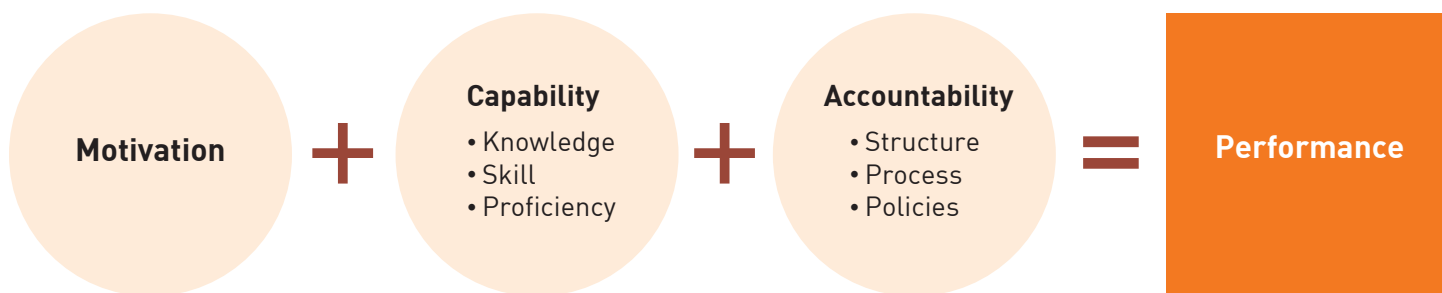 Motivation
+
Capability
• Knowledge
• Skill
• Proficiency
+
Accountability
• Structure
• Process
• Policies
=
Performance